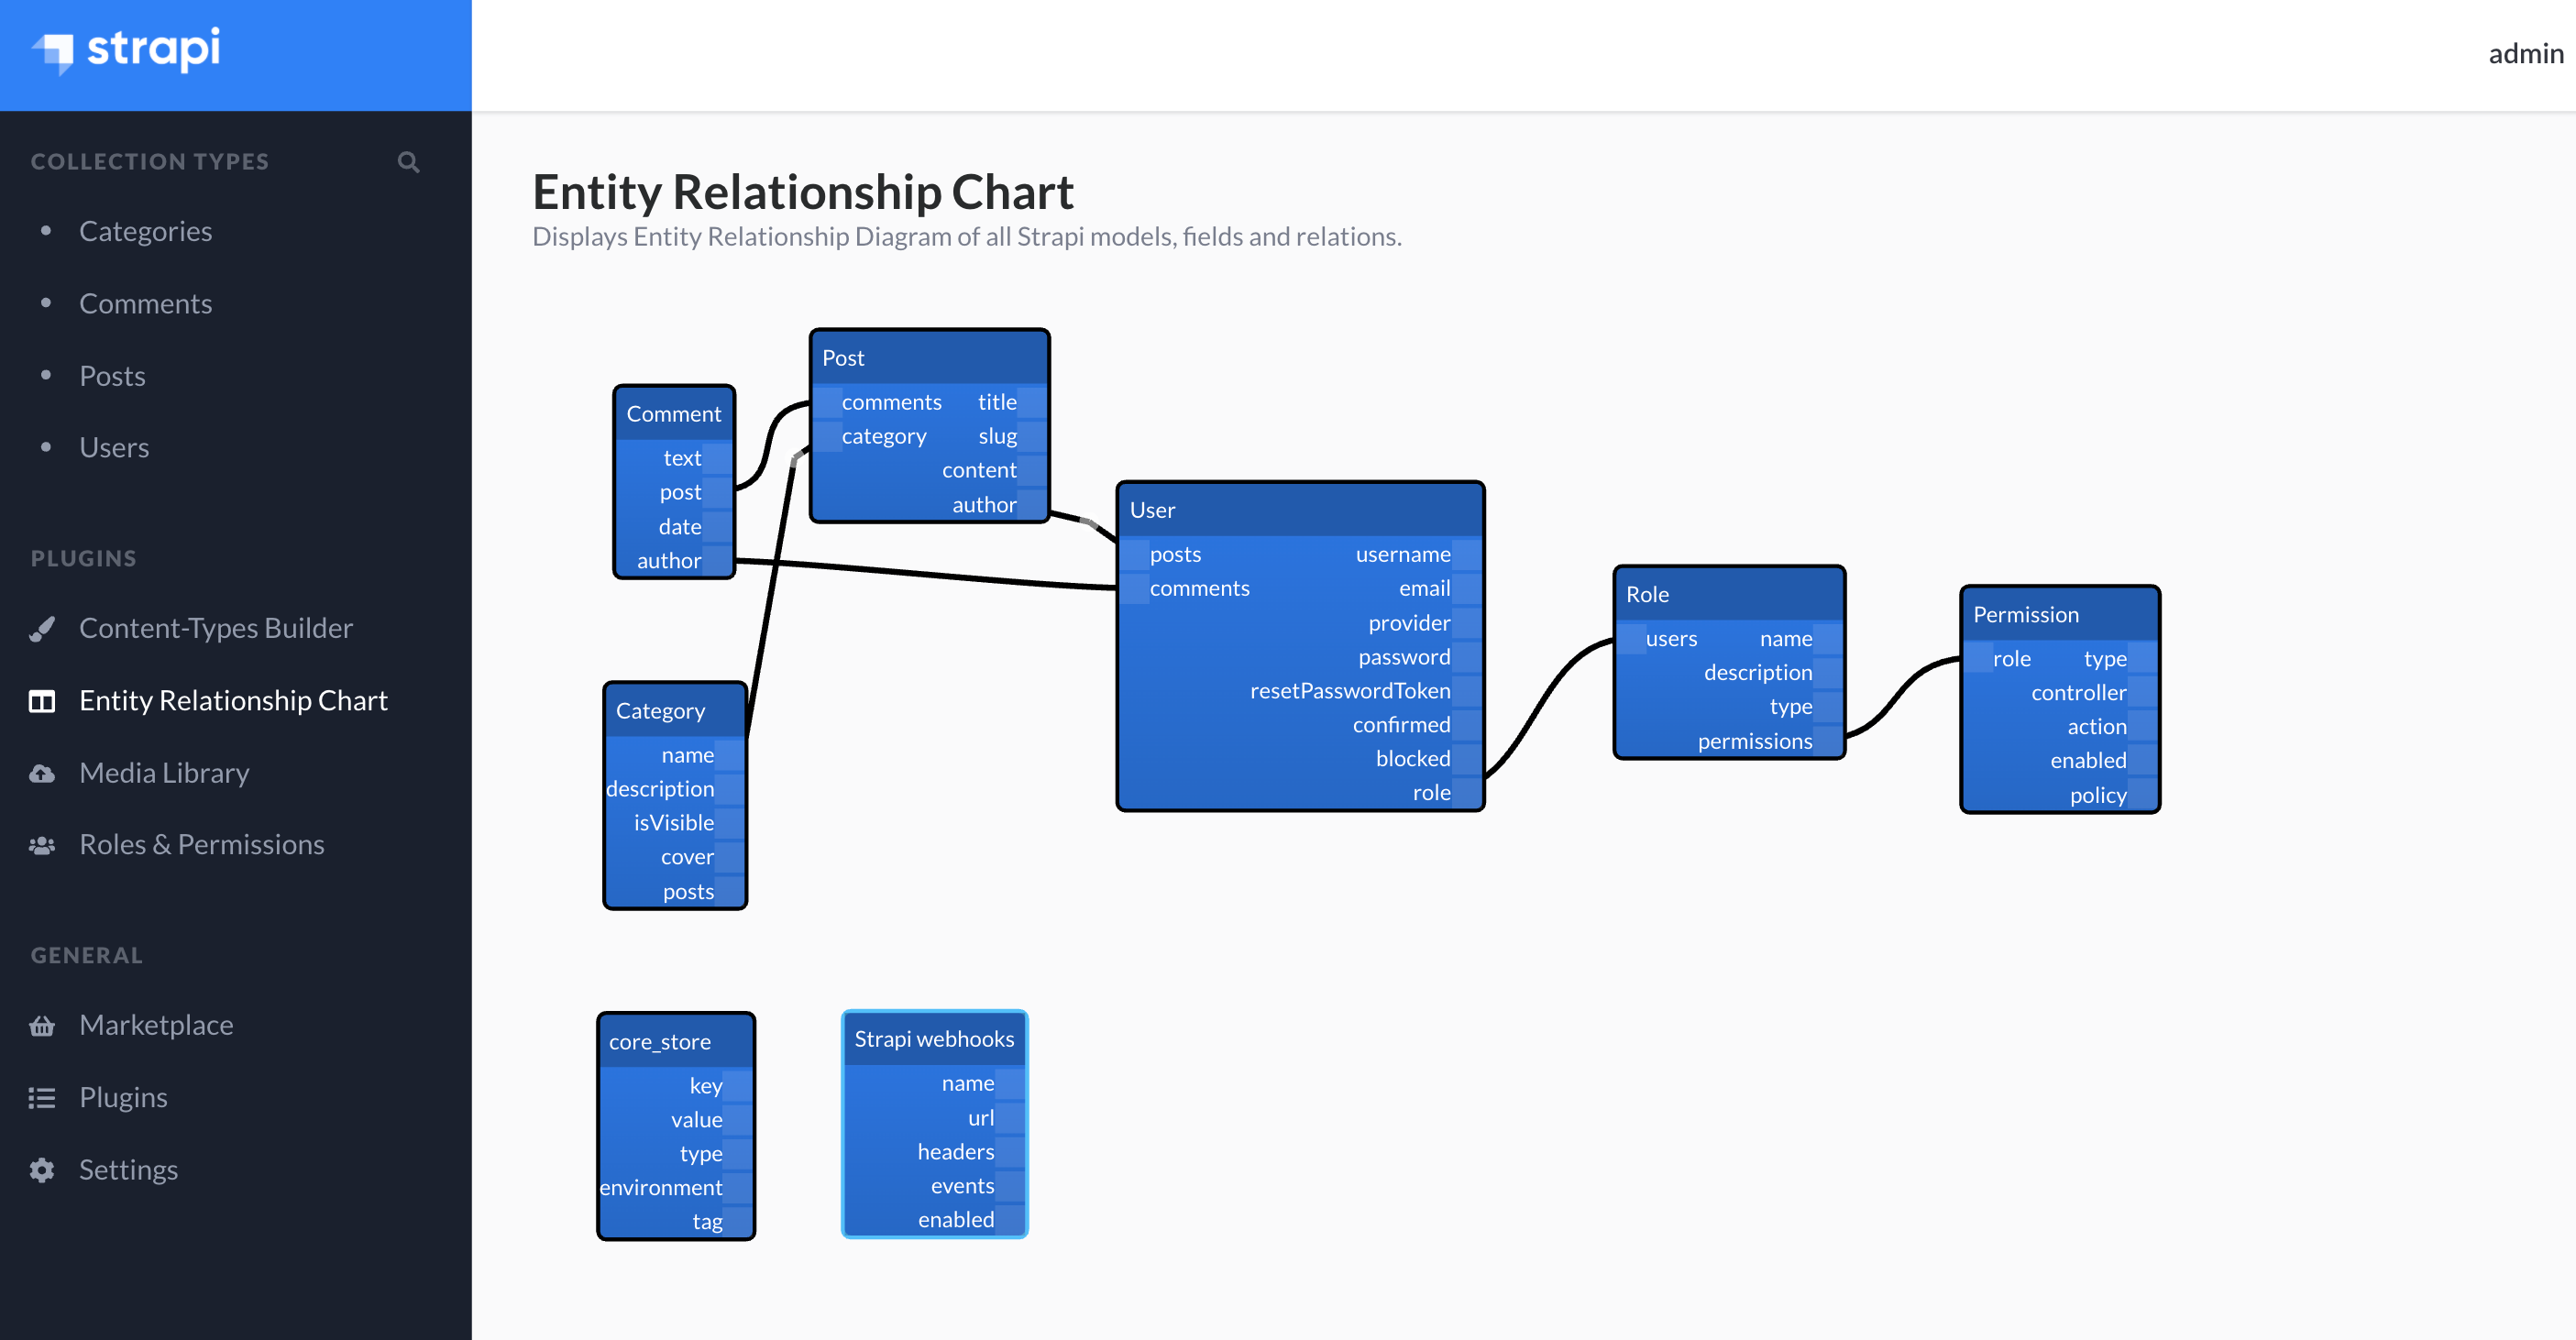 strapi
admin
COLLECTION TYPES
Categories
Comments
Posts
Users
PLUGINS
Content-Types Builder
Entity Relationship Chart
Media Library
Roles & Permissions
GENERAL
Marketplace
Plugins
Settings
Entity Relationship Chart
Displays Entity Relationship Diagram of all Strapi models, fields and relations.
Comment
text
post
date
author
Post
comments title
category slug
content
author
User
posts username
comments email
provider
password
resetPasswordToken
confirmed
blocked
role
Role
users name
description
type
permissions
Permission
role type
controller
action
enabled
policy
Category
name
description
isVisible
cover
posts
core_store
key
value
type
environment
tag
Strapi webhooks
name
url
headers
events
enabled